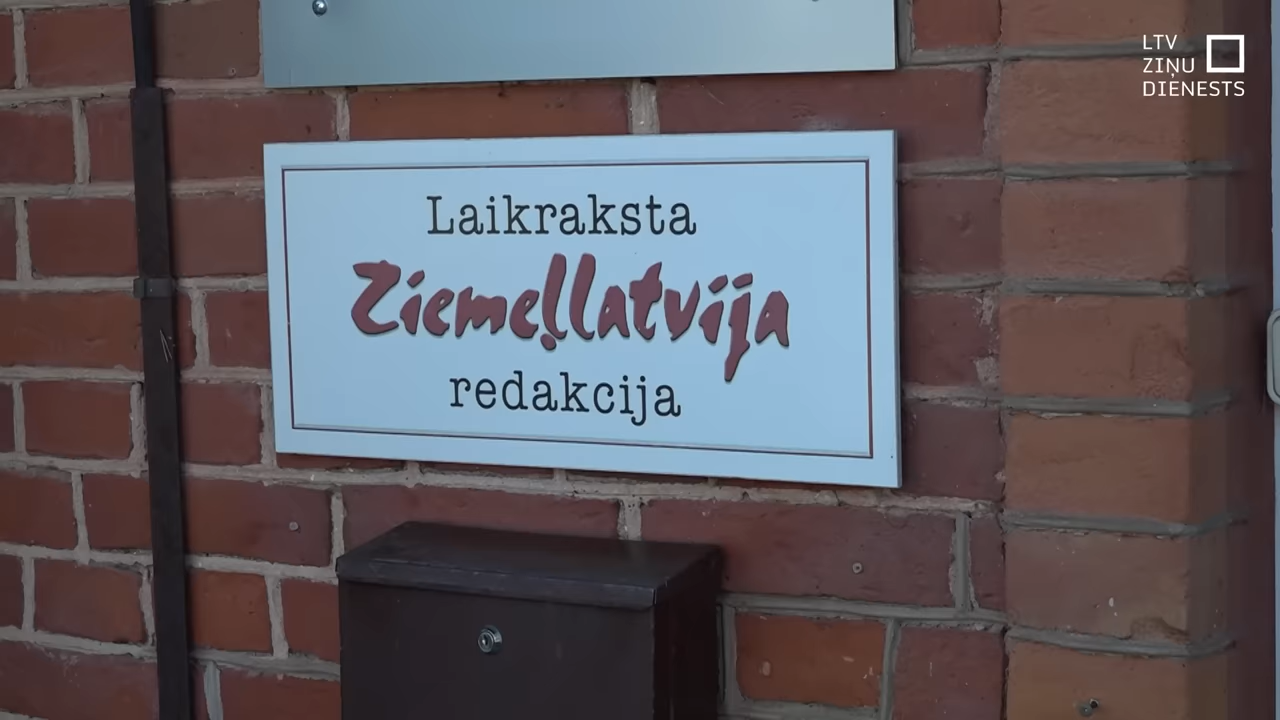 LTV
ZIŅU
DIENESTS
Laikraksta
Ziemeļlatvija
redakcija